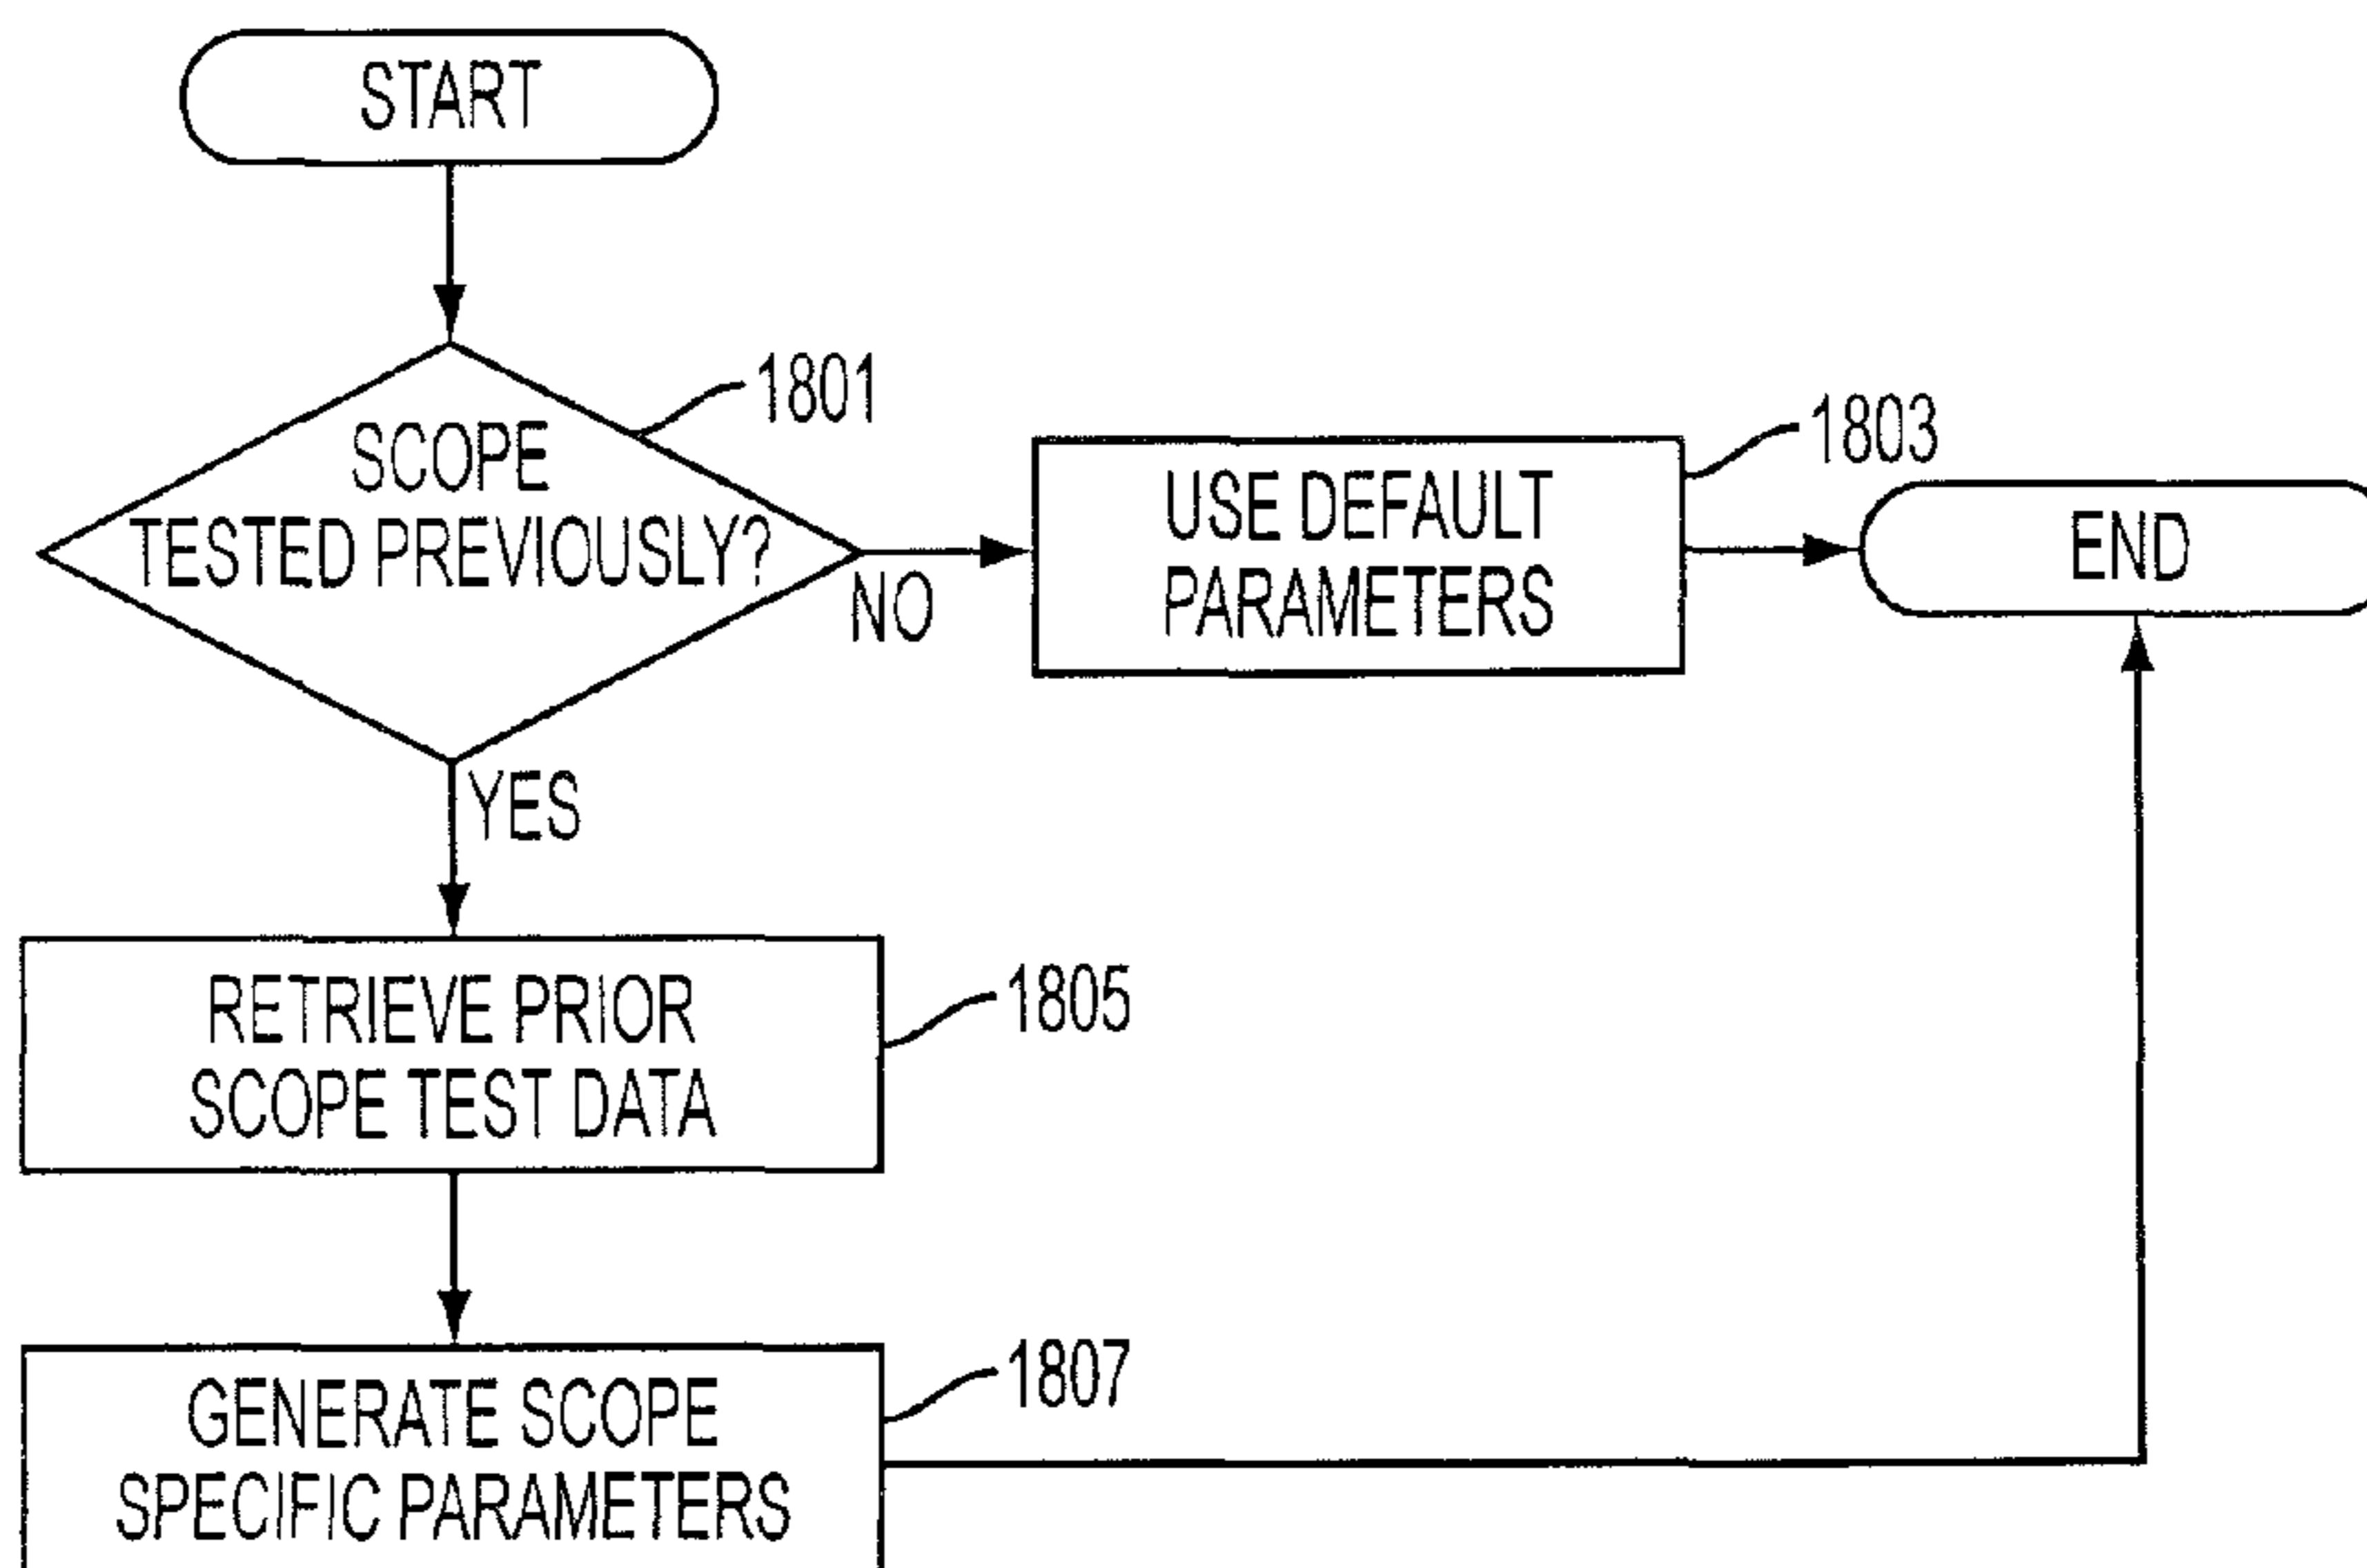 START
SCOPE
TESTED PREVIOUSLY?
1801
NO
USE DEFAULT
PARAMETERS
1803
END
YES
RETRIEVE PRIOR
SCOPE TEST DATA
1805
GENERATE SCOPE
SPECIFIC PARAMETERS
1807